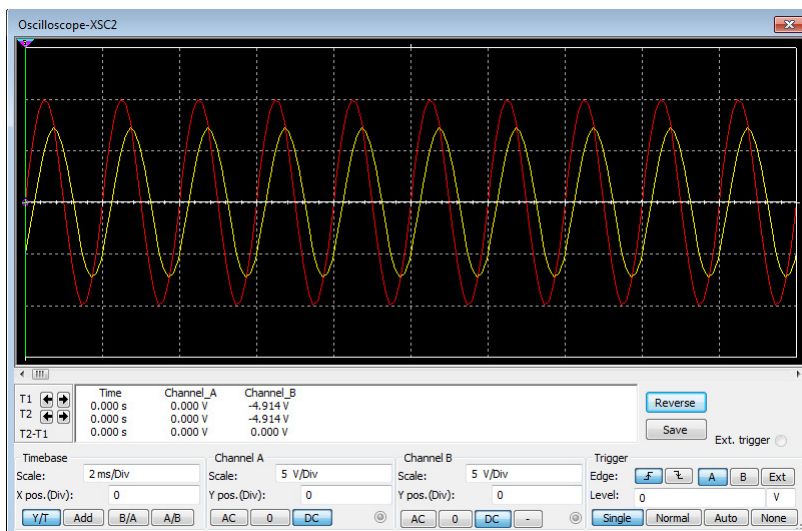 Oscilloscope-XSC2
Time Channel_A Channel_B
T1 0.000 s 0.000 V -4.914 V
T2 0.000 s 0.000 V -4.914 V
T2-T1 0.000 s 0.000 V 0.000 V
Reverse
Save
Ext. trigger
Timebase
Scale: 2 ms/Div
X pos.(Div): 0
Y/T Add B/A A/B
Channel A
Scale: 5 V/Div
Y pos.(Div): 0
AC 0 DC
Channel B
Scale: 5 V/Div
Y pos.(Div): 0
AC 0 DC -
Trigger
Edge: A B Ext
Level: 0 V
Single Normal Auto None